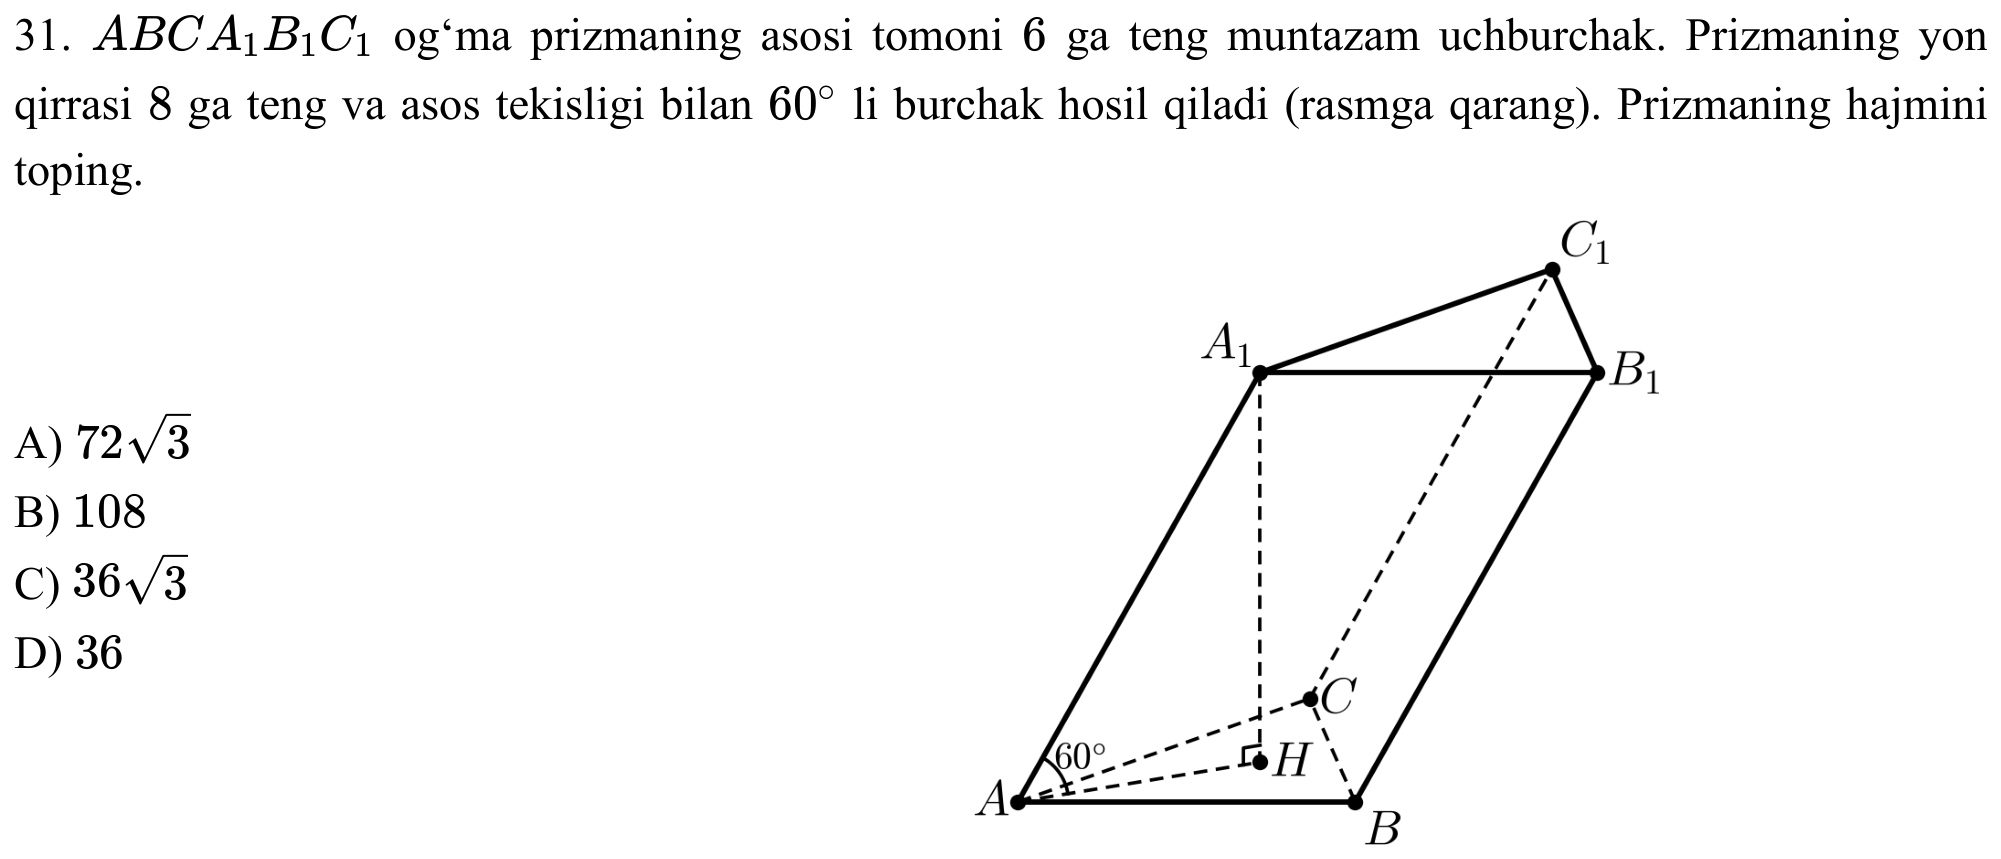 31. ABCA₁B₁C₁ og‘ma prizmaning asosi tomoni 6 ga teng muntazam uchburchak. Prizmaning yon
qirrasi 8 ga teng va asos tekisligi bilan 60° li burchak hosil qiladi (rasmga qarang). Prizmaning hajmini
toping.
C₁
A₁
B₁
A) 72√3
B) 108
C) 36√3
D) 36
C
60°
H
A
B